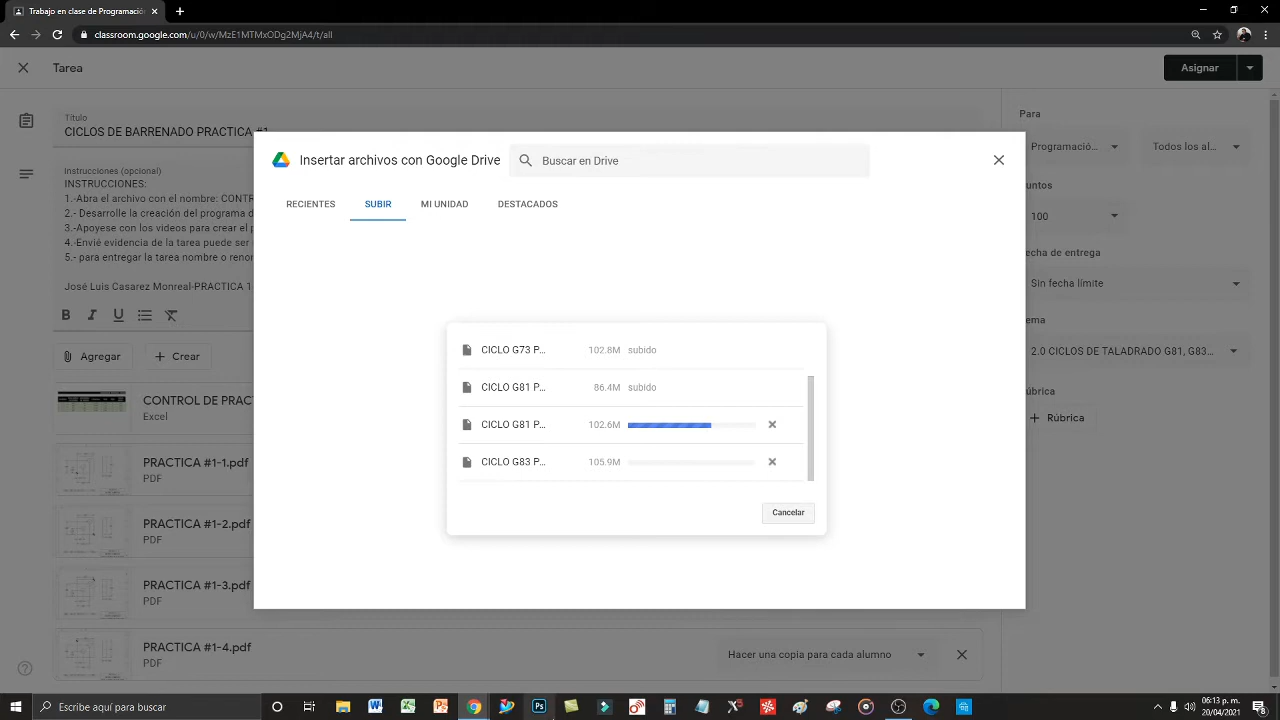 Trabajo en clase de Programació
classroom.google.com/u/0/w/MzE1MTMxODg2MjA4/t/all
Tarea
Asignar
Título
CICLOS DE BARRENADO PRACTICA #1
Instrucciones (opcional)
INSTRUCCIONES:
1.-Abra el archivo con el nombre: CONT
2.- Desarrolle la creación del programa d
3.-Apoyese con los videos para crear el p
4.-Envié evidencia de la tarea puede ser
5.- para entregar la tarea nombre o reno
José Luis Casarez Monreal-PRACTICA 1
B I U
Agregar
Crear
CONTROL DE PRACT
Excel
PRACTICA #1-1.pdf
PDF
PRACTICA #1-2.pdf
PDF
PRACTICA #1-3.pdf
PDF
PRACTICA #1-4.pdf
PDF
Hacer una copia para cada alumno
Insertar archivos con Google Drive
Buscar en Drive
RECIENTES
SUBIR
MI UNIDAD
DESTACADOS
CICLO G73 P... 102.8M subido
CICLO G81 P... 86.4M subido
CICLO G81 P... 102.6M
CICLO G83 P... 105.9M
Cancelar
Para
Programació...
Todos los al...
untos
100
echa de entrega
Sin fecha límite
ema
2.0 CICLOS DE TALADRADO G81, G83...
úbrica
Rúbrica
Escribe aquí para buscar
06:13 p. m.
20/04/2021